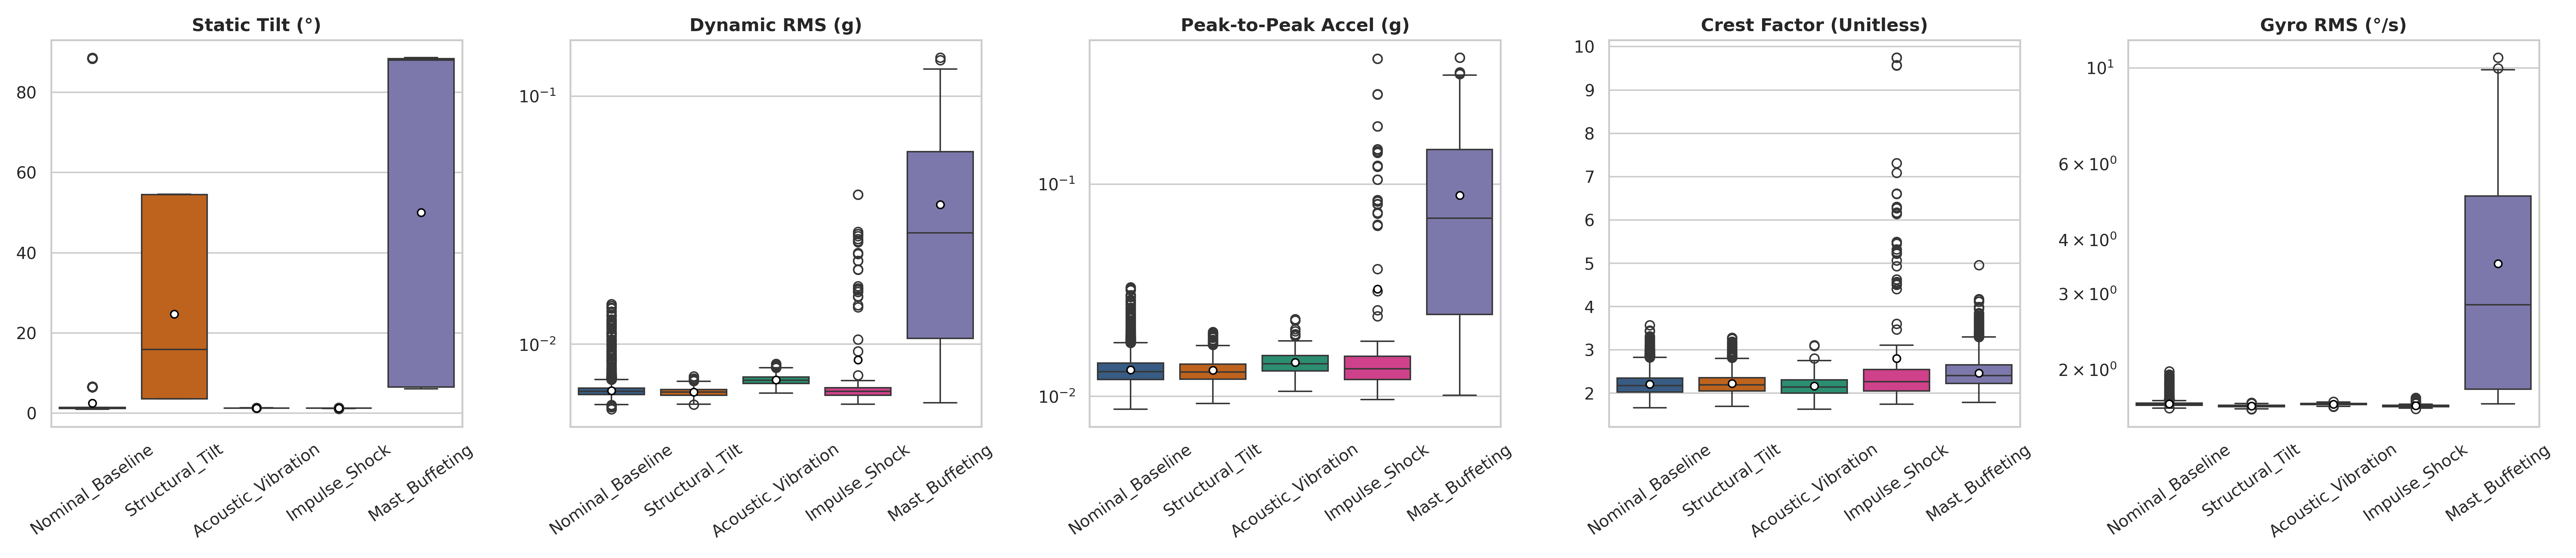 Static Tilt (°)
80
60
40
20
0
Nominal_Baseline
Structural_Tilt
Acoustic_Vibration
Impulse_Shock
Mast_Buffeting
Dynamic RMS (g)
10⁻¹
10⁻²
Nominal_Baseline
Structural_Tilt
Acoustic_Vibration
Impulse_Shock
Mast_Buffeting
Peak-to-Peak Accel (g)
10⁻¹
10⁻²
Nominal_Baseline
Structural_Tilt
Acoustic_Vibration
Impulse_Shock
Mast_Buffeting
Crest Factor (Unitless)
10
9
8
7
6
5
4
3
2
Nominal_Baseline
Structural_Tilt
Acoustic_Vibration
Impulse_Shock
Mast_Buffeting
Gyro RMS (°/s)
10¹
6 × 10⁰
4 × 10⁰
3 × 10⁰
2 × 10⁰
Nominal_Baseline
Structural_Tilt
Acoustic_Vibration
Impulse_Shock
Mast_Buffeting